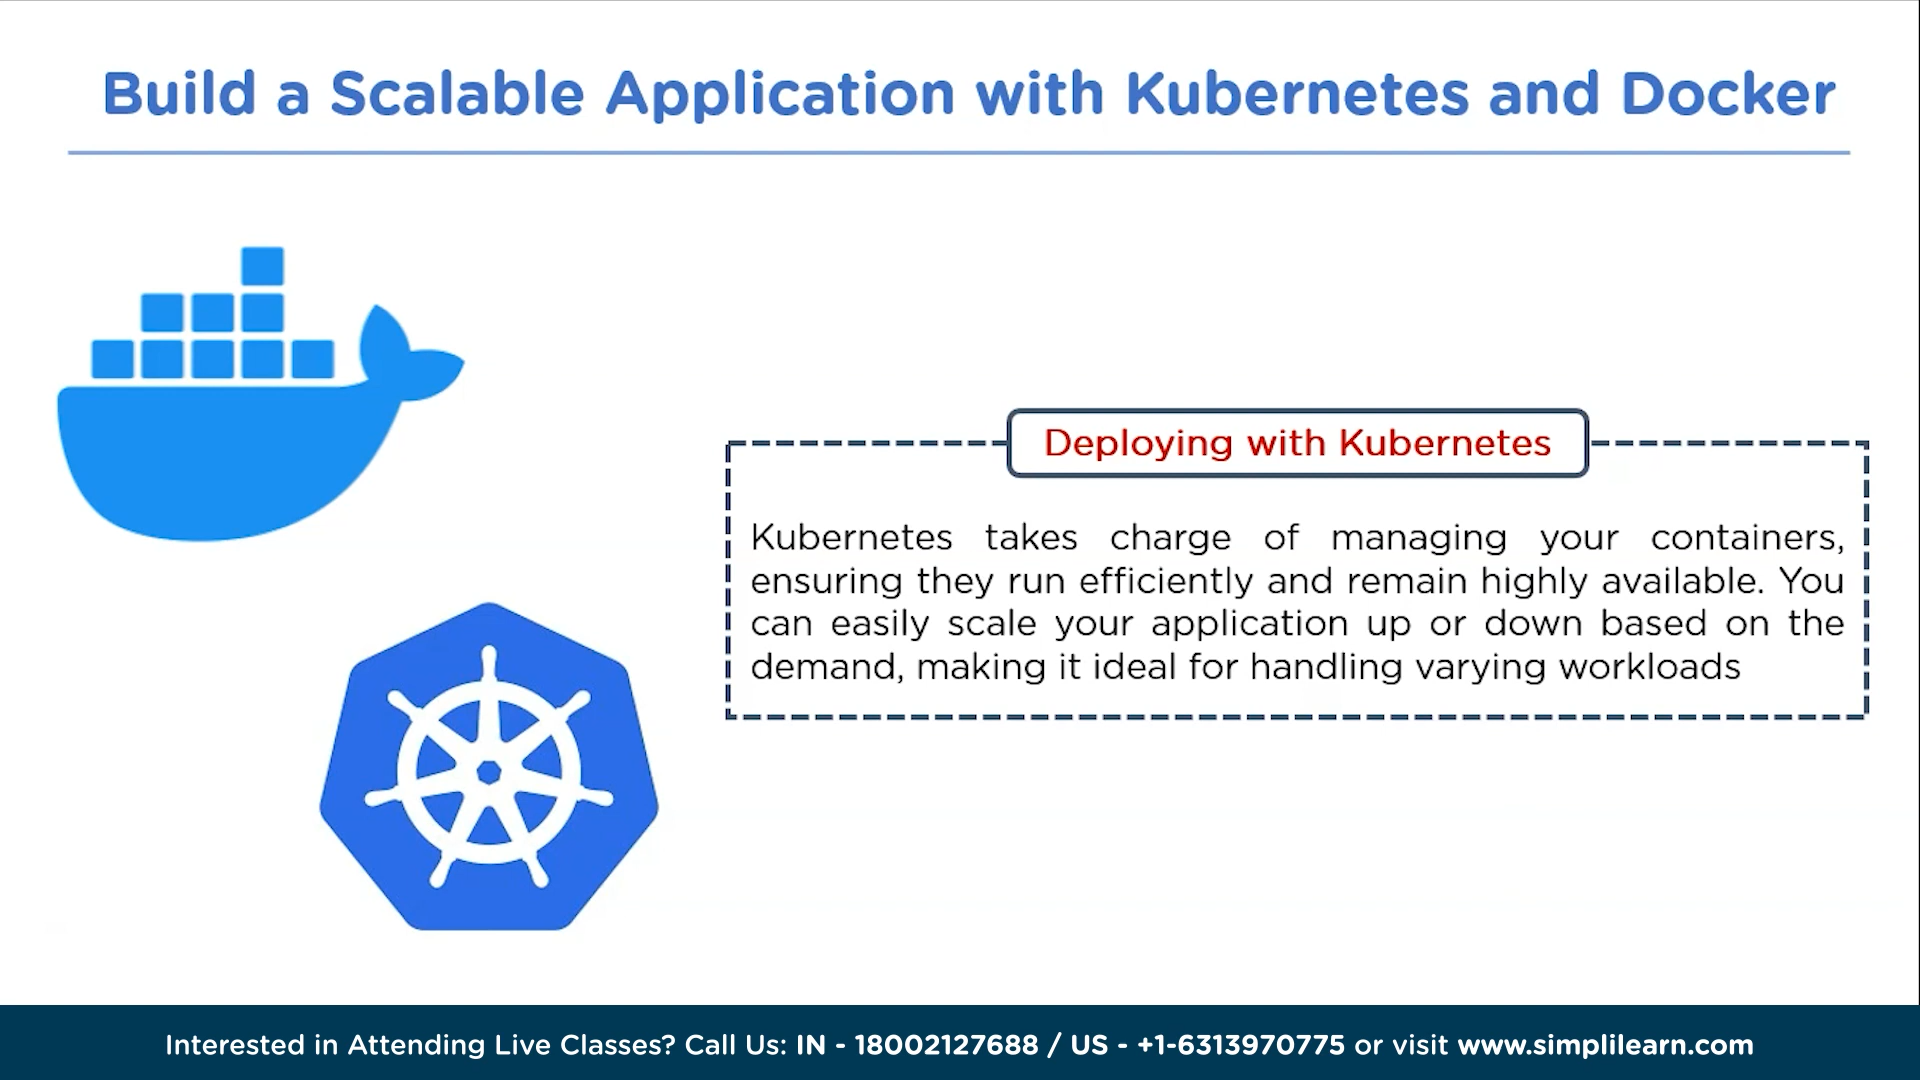 Build a Scalable Application with Kubernetes and Docker
Deploying with Kubernetes
Kubernetes takes charge of managing your containers,
ensuring they run efficiently and remain highly available. You
can easily scale your application up or down based on the
demand, making it ideal for handling varying workloads
Interested in Attending Live Classes? Call Us: IN - 18002127688 / US - +1-6313970775 or visit www.simplilearn.com